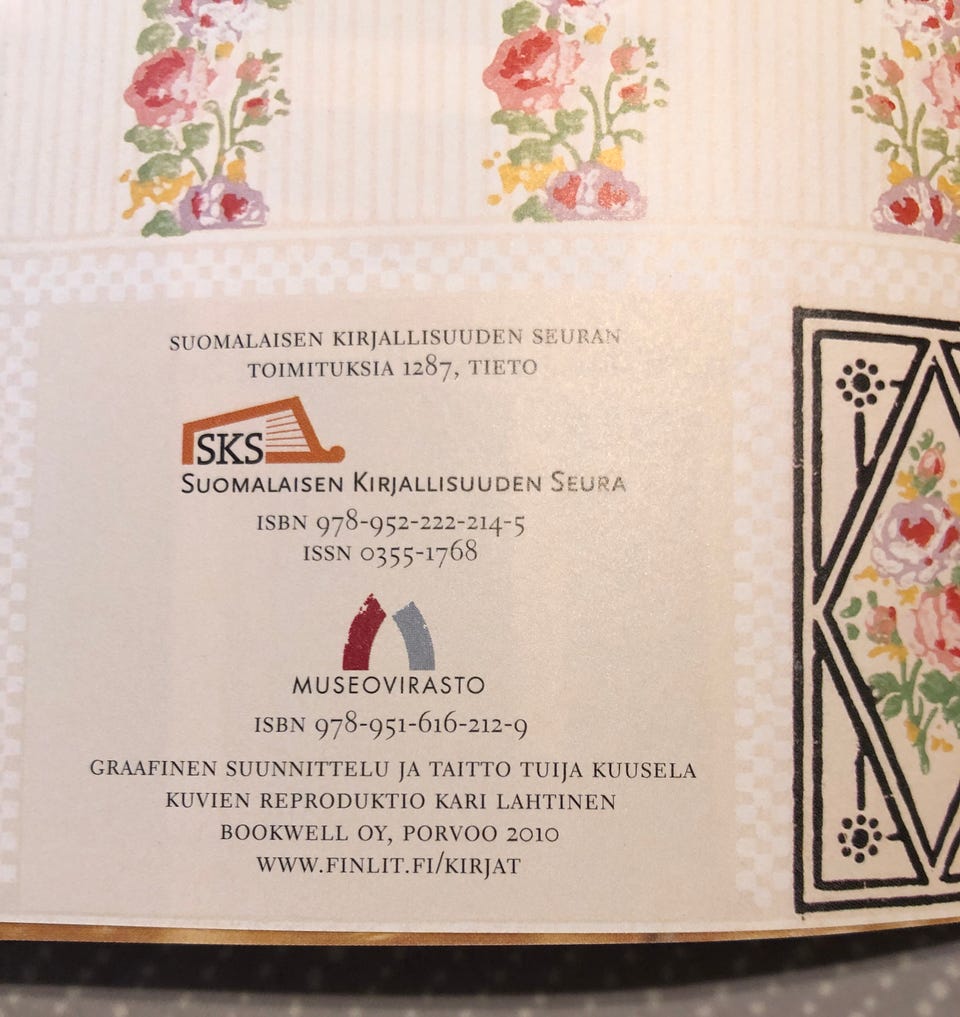 SUOMALAISEN KIRJALLISUUDEN SEURAN
TOIMITUKSIA 1287, TIETO
SKS
SUOMALAISEN KIRJALLISUUDEN SEURA
ISBN 978-952-222-214-5
ISSN 0355-1768
MUSEOVIRASTO
ISBN 978-951-616-212-9
GRAAFINEN SUUNNITTELU JA TAITTO TUIJA KUUSELA
KUVIEN REPRODUKTIO KARI LAHTINEN
BOOKWELL OY, PORVOO 2010
WWW.FINLIT.FI/KIRJAT